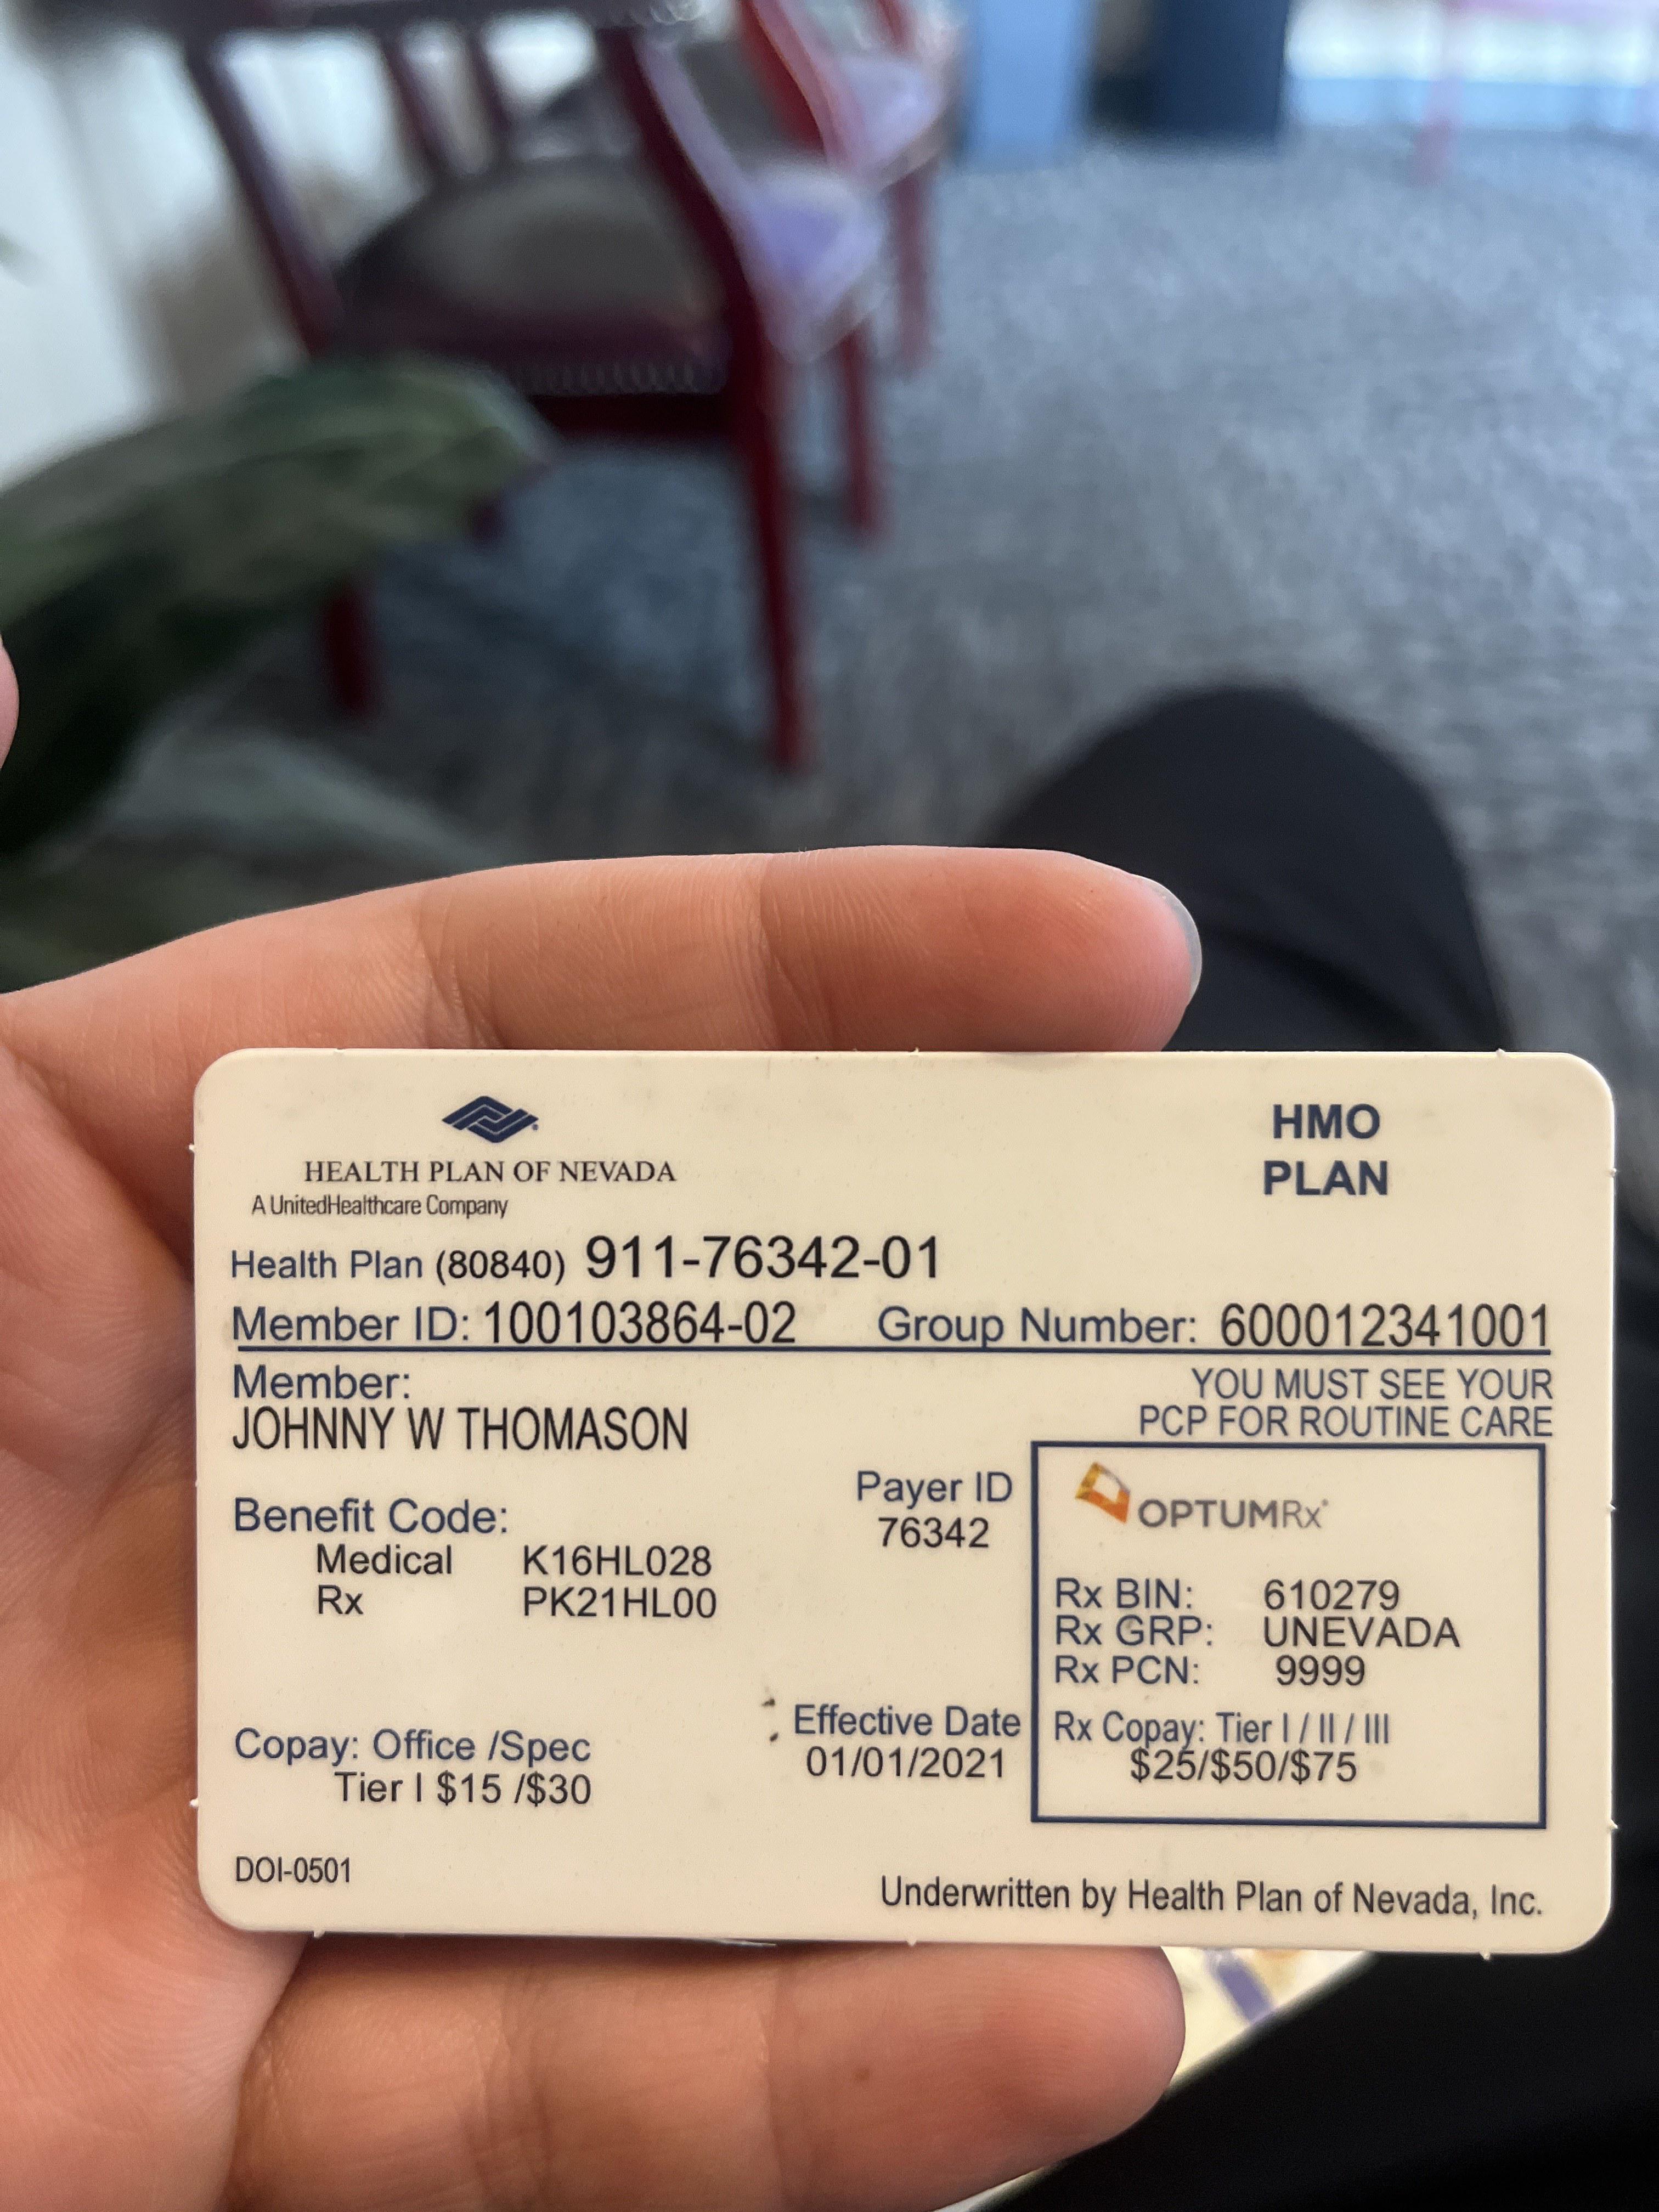 HEALTH PLAN OF NEVADA
A UnitedHealthcare Company
HMO
PLAN
Health Plan (80840) 911-76342-01
Member ID: 100103864-02 Group Number: 600012341001
Member:
JOHNNY W THOMASON
YOU MUST SEE YOUR
PCP FOR ROUTINE CARE
Benefit Code:
Medical K16HL028
Rx PK21HL00
Payer ID
76342
Copay: Office /Spec
Tier I $15 /$30
Effective Date
01/01/2021
OPTUMRx®
Rx BIN: 610279
Rx GRP: UNEVADA
Rx PCN: 9999
Rx Copay: Tier I / II / III
$25/$50/$75
DOI-0501
Underwritten by Health Plan of Nevada, Inc.